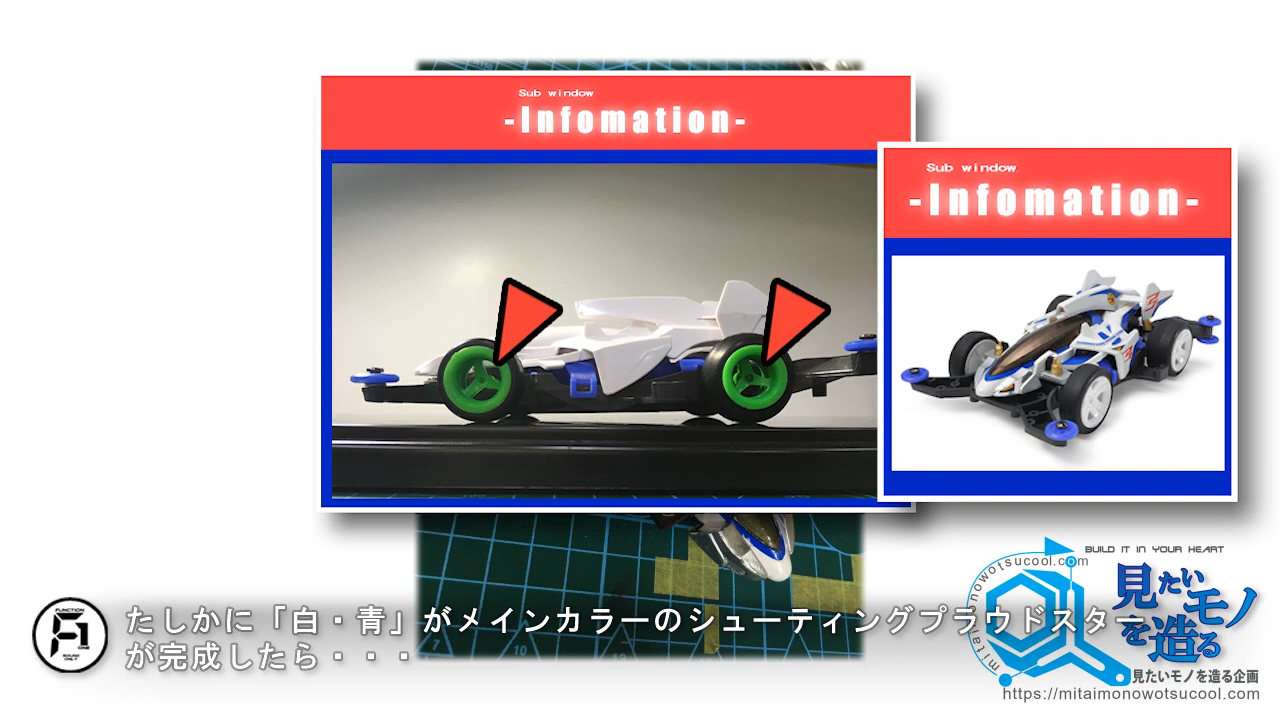 Sub window
-Infomation-
Sub window
-Infomation-
BUILD IT IN YOUR HEART
mitaimonowotsucool.com
見たい
モノ
を造る
見たいモノを造る企画
https://mitaimonowotsucool.com
FUNCTION
たしかに「白・青」がメインカラーのシューティングプラウドスター
が完成したら・・・
7
10